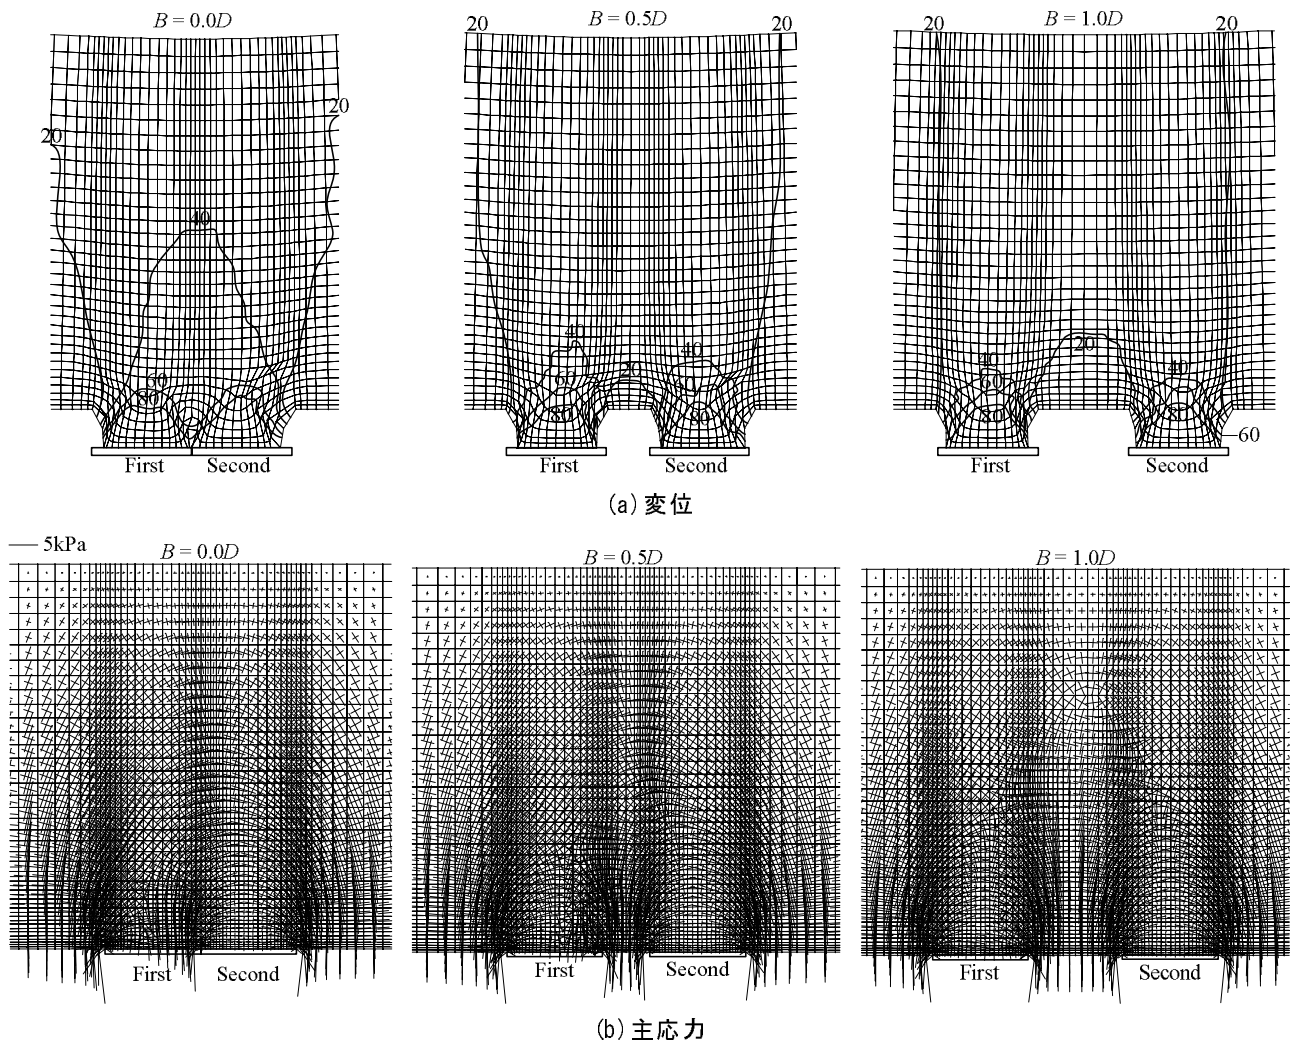 B = 0.0D
20
20
40
60
80
First Second
B = 0.5D
20 20
40
40
20
60
60
80
80
First Second
B = 1.0D
20 20
20
40
40
60
80
60
First Second
(a) 変位
5kPa
B = 0.0D
First Second
B = 0.5D
First Second
B = 1.0D
First Second
(b) 主応力